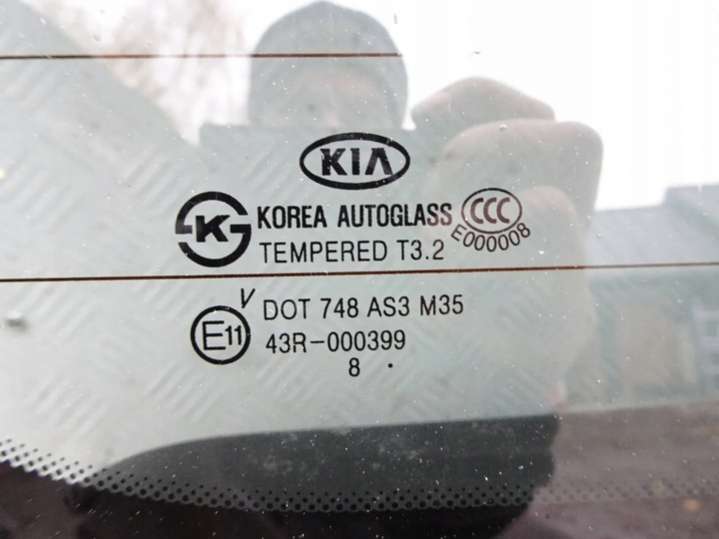 KIA
K KOREA AUTOGLASS CCC
TEMPERED T3.2 E000008
V DOT 748 AS3 M35
E11 43R-000399
8 .